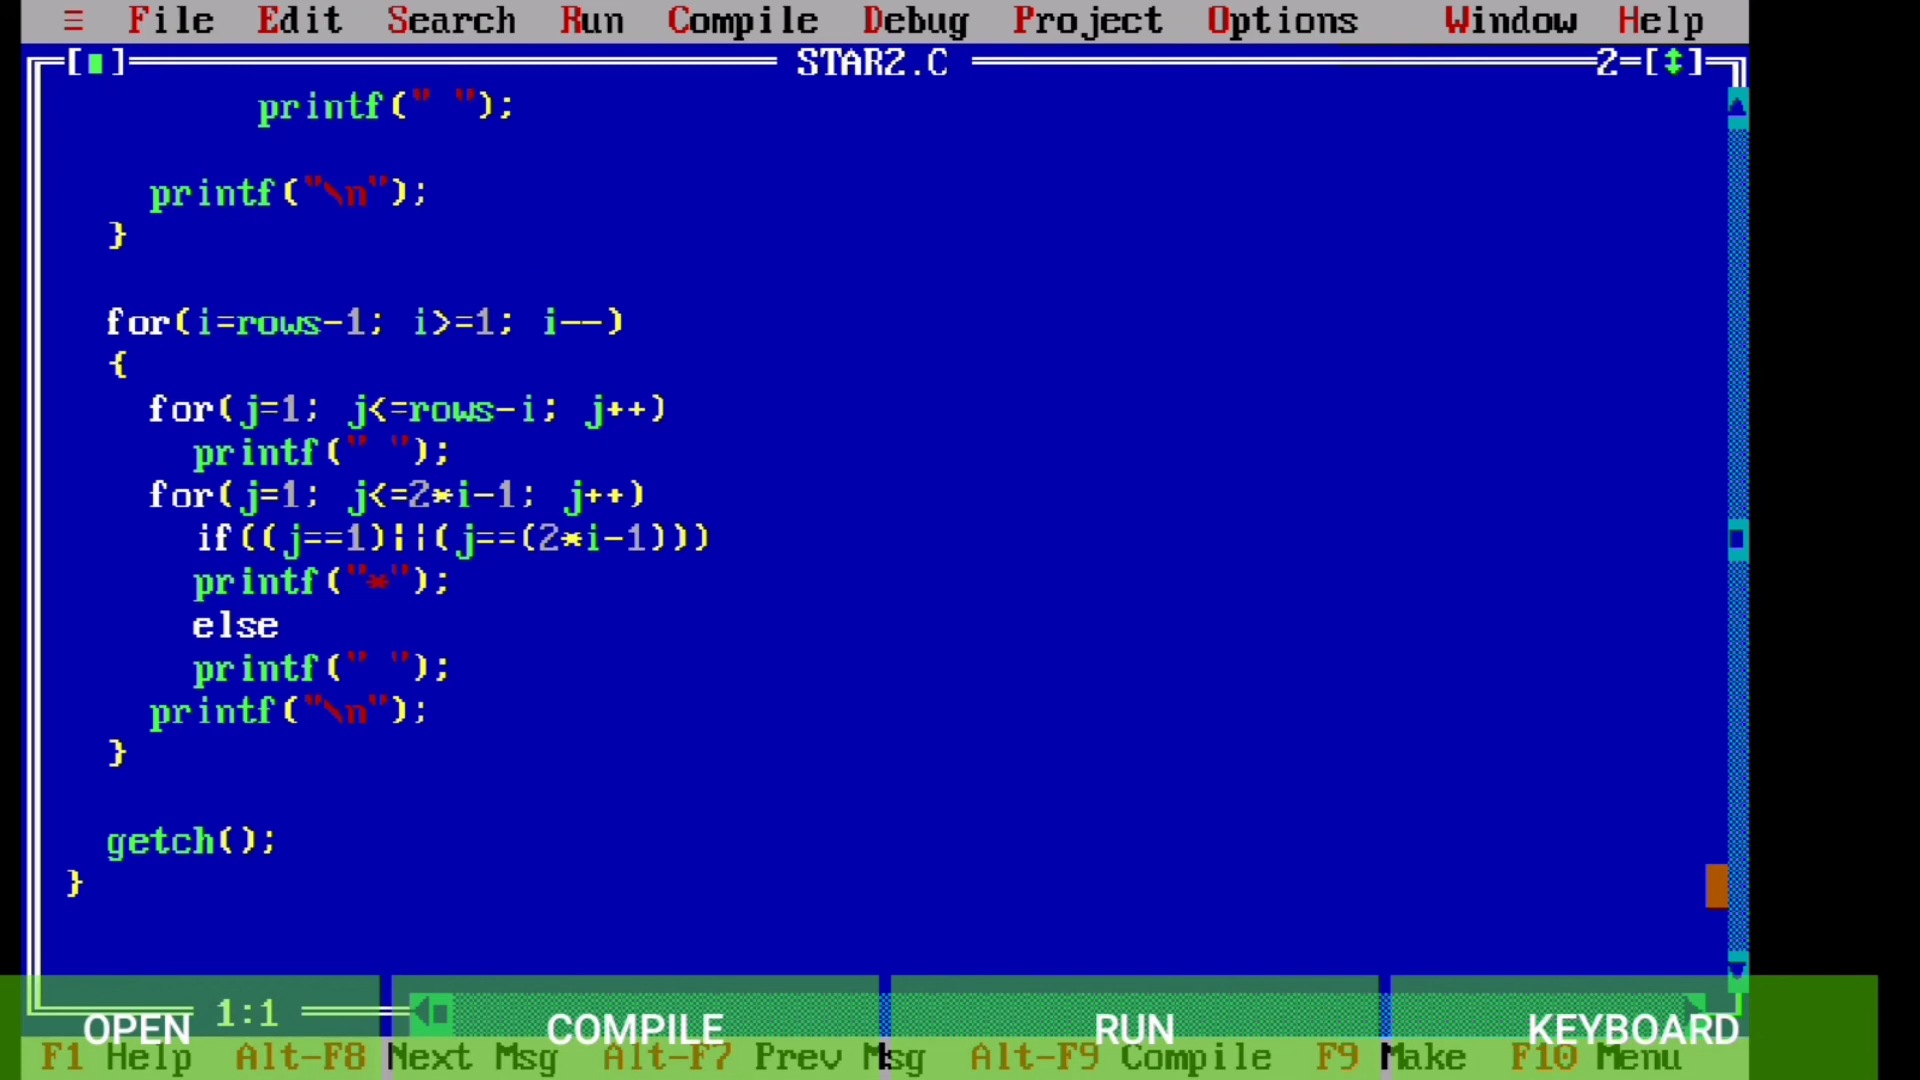 ≡ File Edit Search Run Compile Debug Project Options Window Help
[■] STAR2.C 2=[↕]
printf(" ");
printf("\n");
}
for(i=rows-1; i>=1; i--)
{
for(j=1; j<=rows-i; j++)
printf(" ");
for(j=1; j<=2*i-1; j++)
if((j==1)||(j==(2*i-1)))
printf("*");
else
printf(" ");
printf("\n");
}
getch();
}
1:1
OPEN COMPILE RUN KEYBOARD
F1 Help Alt-F8 Next Msg Alt-F7 Prev Msg Alt-F9 Compile F9 Make F10 Menu